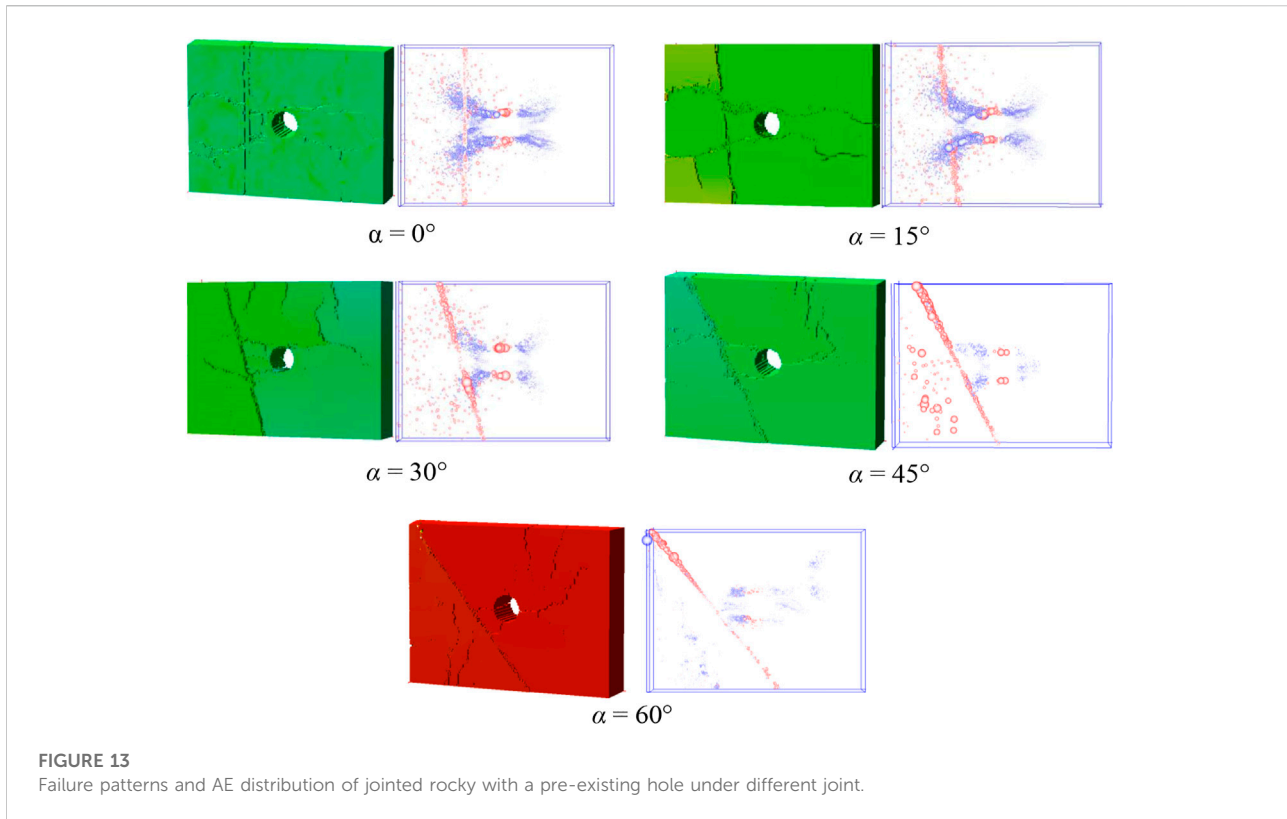 α = 0°
α = 15°
α = 30°
α = 45°
α = 60°
FIGURE 13
Failure patterns and AE distribution of jointed rocky with a pre-existing hole under different joint.